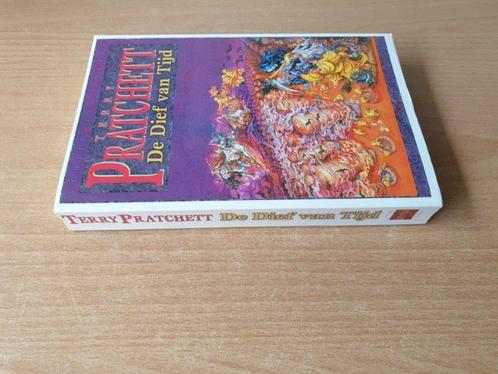 TERRY
PRATCHETT
De Dief van Tijd
TERRY PRATCHETT De Dief van Tijd